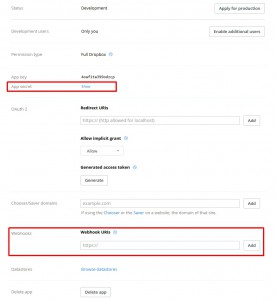 Status Development Apply for production
Development users Only you Enable additional users
Permission type Full Dropbox
App key
App secret Show
OAuth 2 Redirect URIs
https:// (http allowed for localhost) Add
Allow implicit grant
Allow
Generated access token
Generate
Chooser/Saver domains example.com Add
If using the Chooser or the Saver on a website, the domain of that site.
Webhooks Webhook URIs
https:// Add
Datastores Browse datastores
Delete app Delete app